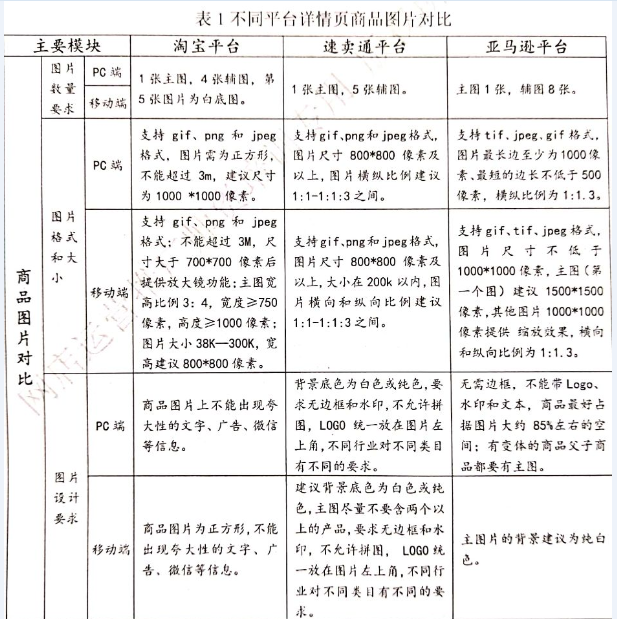 表1不同平台详情页商品图片对比
主要模块
淘宝平台
速卖通平台
亚马逊平台
商品图片对比
图片
数量
要求
PC 端
移动端
1 张主图, 4 张辅图, 第
5 张图片为白底图。
1 张主图, 5 张辅图。
主图 1 张, 辅图 8 张。
图片
格式
和大
小
PC 端
支持 gif、png 和 jpeg
格式, 图片需为正方形,
不能超过 3m, 建议尺寸
为 1000 *1000 像素。
支持gif、png和jpeg格式,
图片尺寸 800*800 像素及
以上, 图片横纵比例建议
1:1-1:1:3 之间。
支持tif、jpeg、gif 格式,
图片最长边至少为1000像
素、最短的边长不低于 500
像素, 横纵比例为 1:1.3。
移动端
支持 gif、png 和 jpeg
格式; 不能超过 3M, 尺
寸大于 700*700 像素后
提供放大镜功能;主图宽
高比例 3: 4, 宽度≥750
像素, 高度≥1000 像素;
图片大小 38K—300K, 宽
高建议 800*800 像素。
支持gif、png和jpeg格式,
图片尺寸 800*800 像素及
以上,大小在 200k 以内,图
片横向和纵向比例建议
1:1-1:1:3之间。
支持 gif、tif、jpeg 格式,
图片尺寸不低于
1000*1000 像素, 主图(第
一个图) 建议 1500*1500
像素,其他图片 1000*1000
像素提供 缩放效果, 横向
和纵向比例为 1:1.3。
图片
设计
要求
PC 端
商品图片上不能出现夸
大性的文字、广告、微信
等信息。
背景底色为白色或纯色,要
求无边框和水印,不允许拼
图, LOGO 统一放在图片左
上角,不同行业对不同类目
有不同的要求。
无需边框, 不能带 Logo、
水印和文本, 商品最好占
据图片大约 85%左右的空
间; 有变体的商品父子商
品都要有主图。
移动端
商品图片为正方形,不能
出现夸大性的文字、广
告、微信等信息。
建议背景底色为白色或纯
色,主图尽量不要含两个以
上的产品,要求无边框和水
印, 不允许拼图, LOGO 统
一放在图片左上角,不同行
业对不同类目有不同的要
求。
主图片的背景建议为纯白
色。